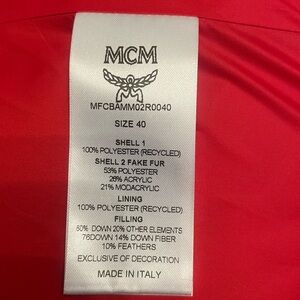 MCM
MFCBAMM02R0040
SIZE 40
SHELL 1
100% POLYESTER (RECYCLED)
SHELL 2 FAKE FUR
53% POLYESTER
26% ACRYLIC
21% MODACRYLIC
LINING
100% POLYESTER (RECYCLED)
FILLING
80% DOWN 20% OTHER ELEMENTS
76DOWN 14% DOWN FIBER
10% FEATHERS
EXCLUSIVE OF DECORATION
MADE IN ITALY